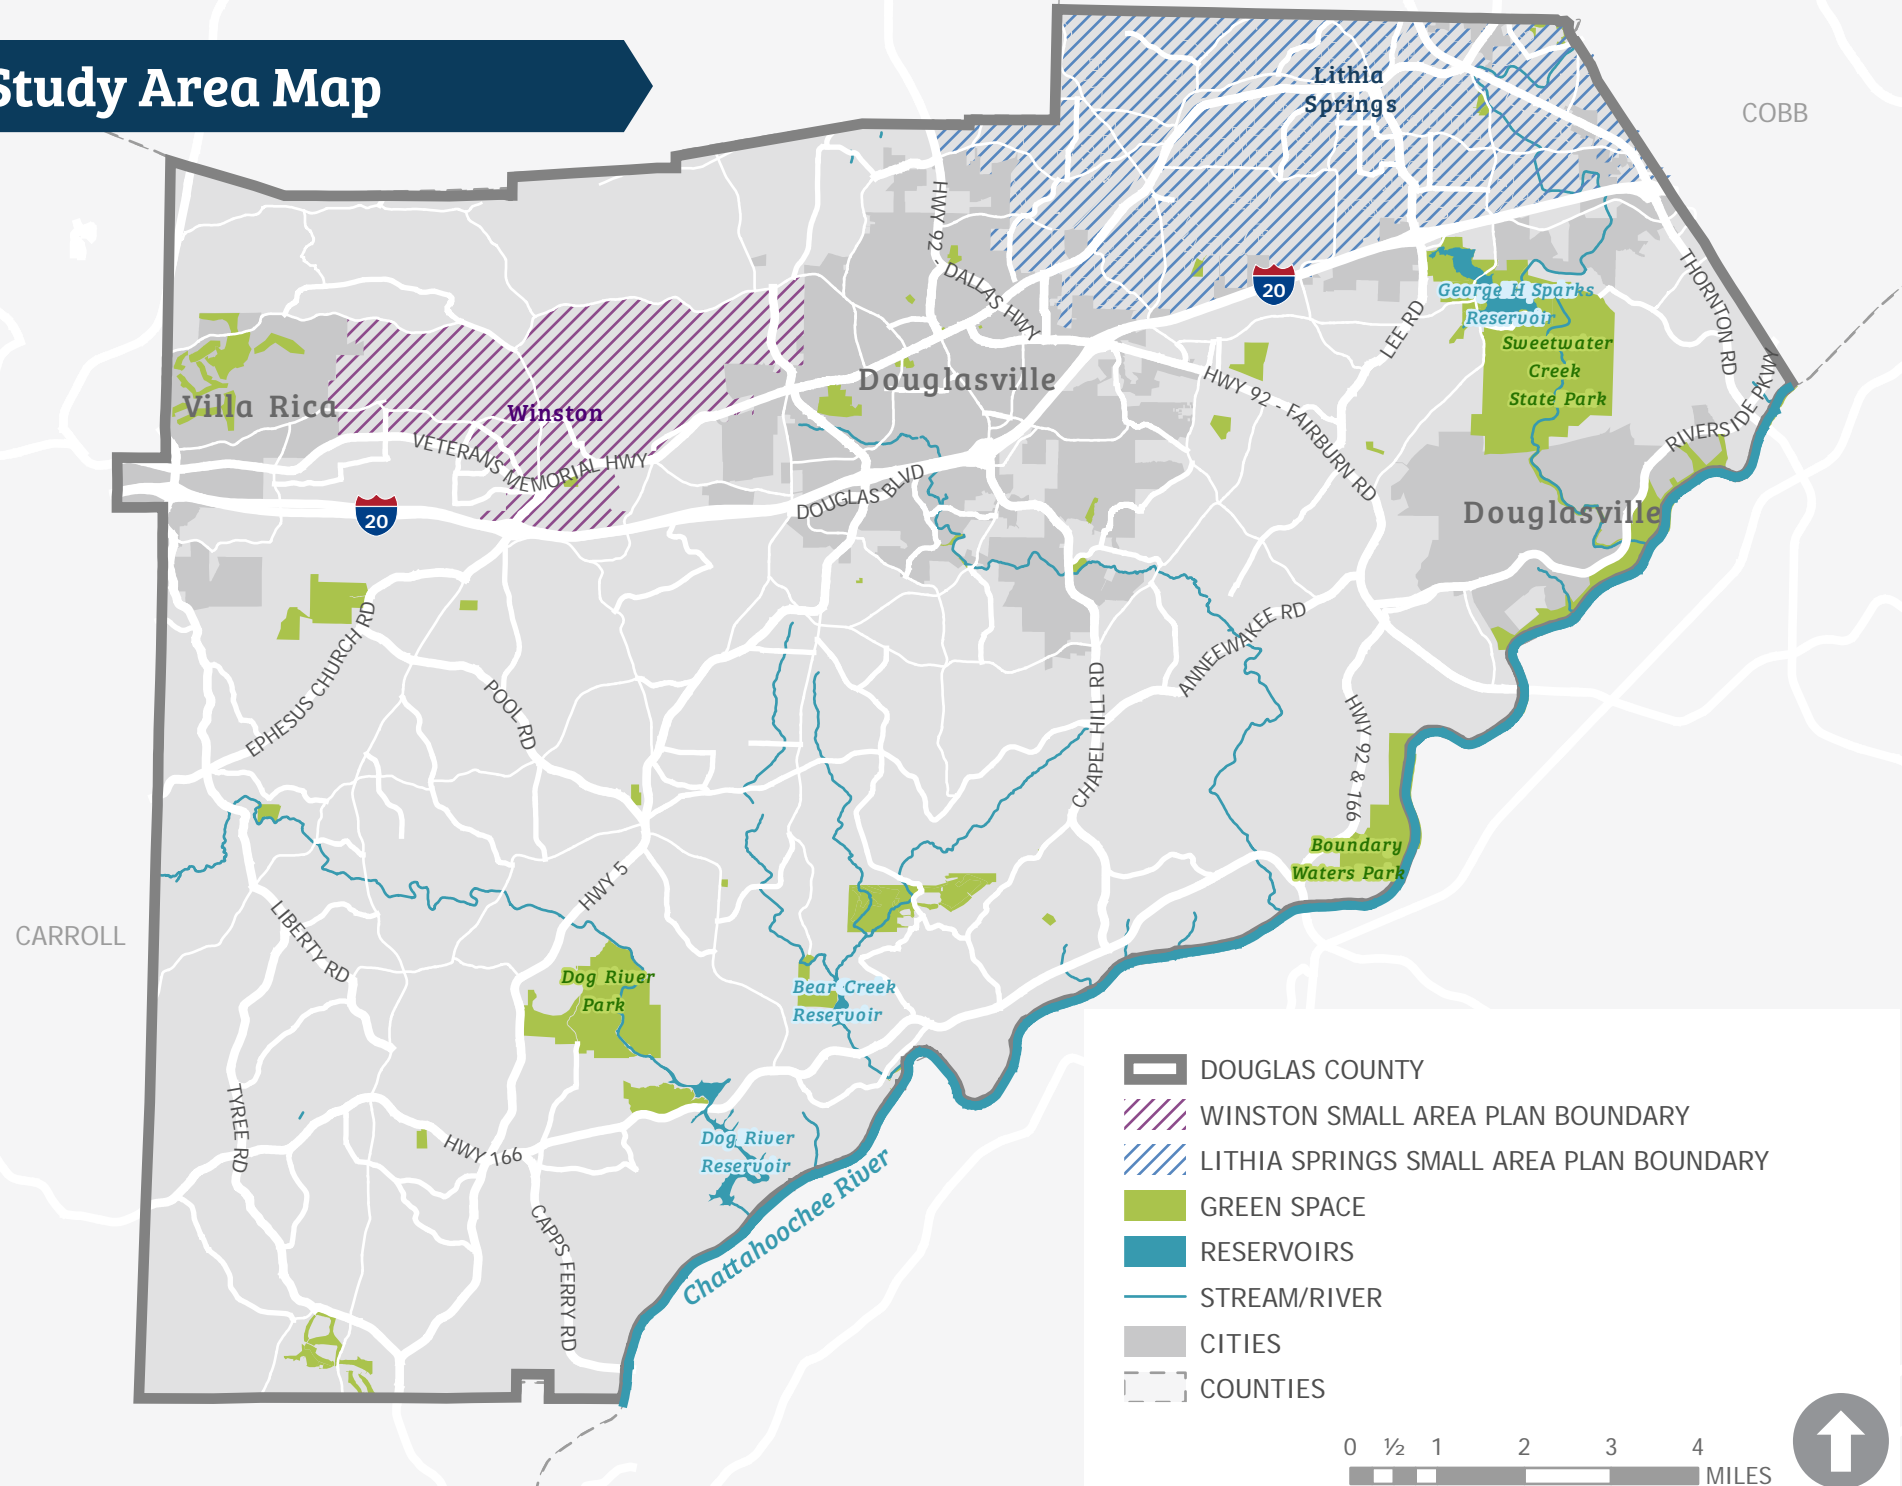 Study Area Map
COBB
Lithia
Springs
HWY 92 - DALLAS HWY
20
THORNTON RD
George H Sparks
Reservoir
LEE RD
Sweetwater
Creek
State Park
RIVERSIDE PKWY
Villa Rica
Winston
Douglasville
HWY 92 - FAIRBURN RD
VETERANS MEMORIAL HWY
DOUGLAS BLVD
20
Douglasville
EPHESUS CHURCH RD
POOL RD
ANNEEWAKEE RD
CHAPEL HILL RD
HWY 92 & 166
Boundary
Waters Park
HWY 5
CARROLL
LIBERTY RD
Dog River
Park
Bear Creek
Reservoir
TYREE RD
HWY 166
Dog River
Reservoir
CAPPS FERRY RD
Chattahoochee River
DOUGLAS COUNTY
WINSTON SMALL AREA PLAN BOUNDARY
LITHIA SPRINGS SMALL AREA PLAN BOUNDARY
GREEN SPACE
RESERVOIRS
STREAM/RIVER
CITIES
COUNTIES
0 ½ 1 2 3 4
MILES